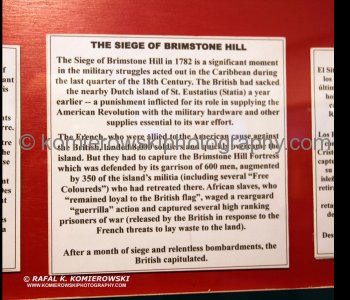 THE SIEGE OF BRIMSTONE HILL
The Siege of Brimstone Hill in 1782 is a significant moment
in the military struggles acted out in the Caribbean during
the last quarter of the 18th Century. The British had sacked
the nearby Dutch island of St. Eustatius (Statia) a year
earlier -- a punishment inflicted for its role in supplying the
American Revolution with the military hardware and other
supplies essential to its war effort.
The French, who were allied to the American cause against
the British, landed
island. But they had to capture the Brimstone Hill Fortress
which was defended by its garrison of 600 men, augmented
by 350 of the island's militia (including several "Free
Coloureds") who had retreated there. African slaves, who
"remained loyal to the British flag", waged a rearguard
"guerrilla" action and captured several high ranking
prisoners of war (released by the British in response to the
French threats to lay waste to the land).
After a month of siege and relentless bombardments, the
British capitulated.
© komierowskiphotography.com ©
© RAFAŁ K. KOMIEROWSKI
WWW.KOMIEROWSKIPHOTOGRAPHY.COM